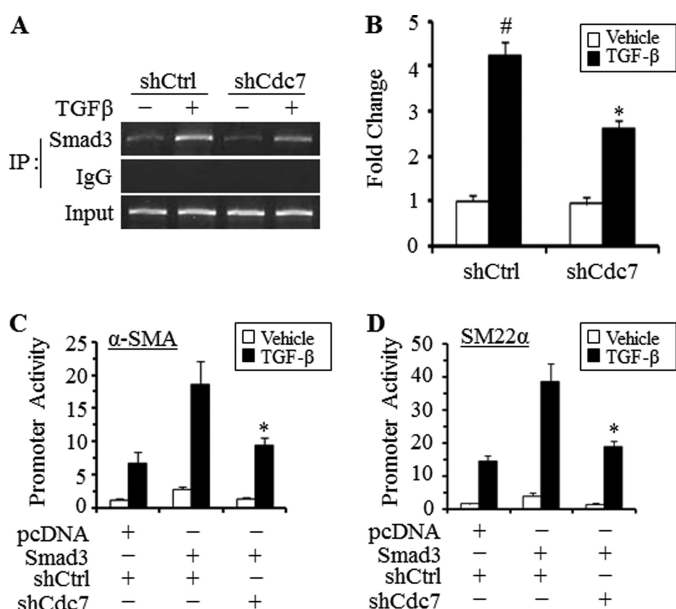 A
shCtrl shCdc7
TGFβ − + − +
IP :
Smad3
IgG
Input
B
Vehicle
TGF-β
Fold Change
5
4
3
2
1
0
#
*
shCtrl shCdc7
C
α-SMA
Vehicle
TGF-β
Promoter Activity
25
20
15
10
5
0
*
pcDNA + − −
Smad3 − + +
shCtrl + + −
shCdc7 − − +
D
SM22α
Vehicle
TGF-β
Promoter Activity
50
40
30
20
10
0
*
pcDNA + − −
Smad3 − + +
shCtrl + + −
shCdc7 − − +